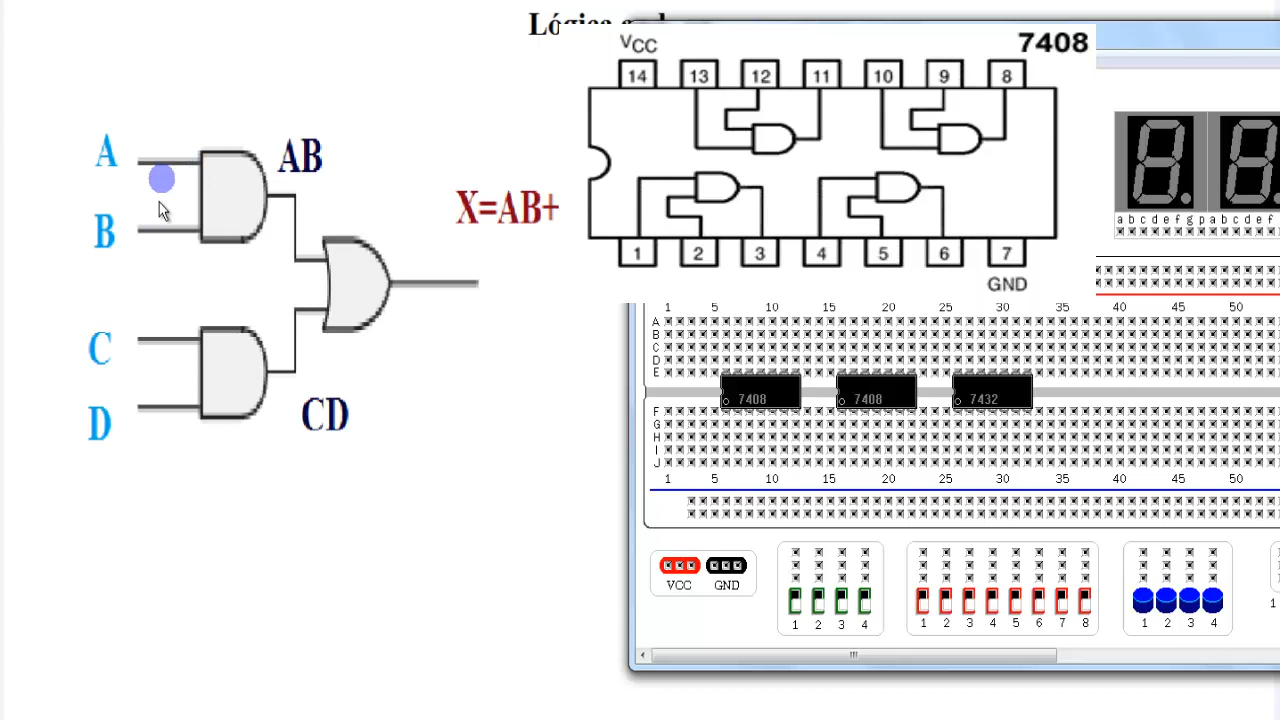 VCC
7408
14 13 12 11 10 9 8
1 2 3 4 5 6 7
GND
A
AB
B
X=AB+
C
D
CD
a b c d e f g p a b c d e f
1 5 10 15 20 25 30 35 40 45 50
A
B
C
D
E
7408 7408 7432
F
G
H
I
J
1 5 10 15 20 25 30 35 40 45 50
VCC GND
1 2 3 4
1 2 3 4 5 6 7 8
1 2 3 4
1